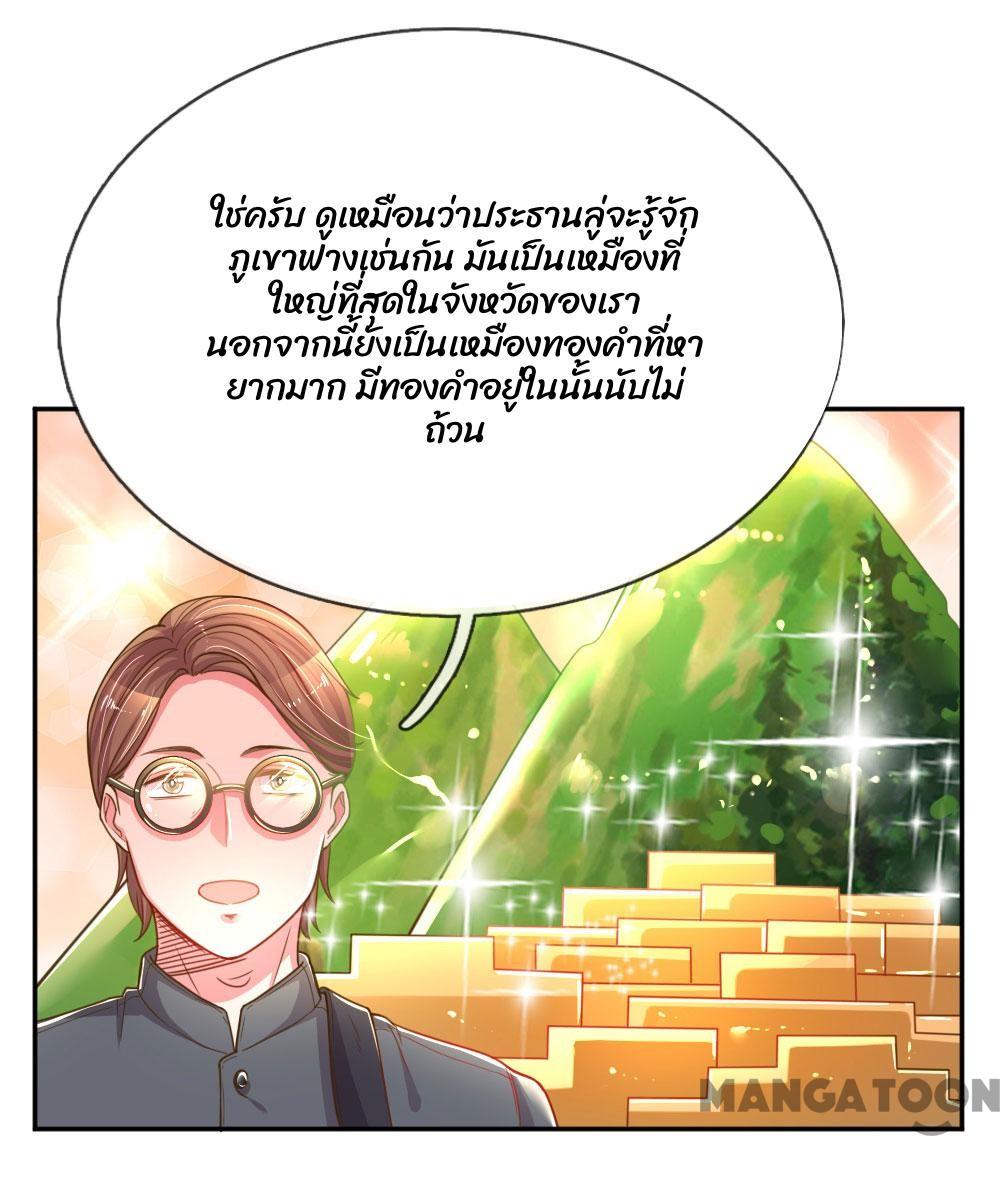 ใช่ครับ ดูเหมือนว่าประธานลู่จะรู้จัก
ภูเขาฟางเช่นกัน มันเป็นเหมืองที่
ใหญ่ที่สุดในจังหวัดของเรา
นอกจากนี้ยังเป็นเหมืองทองคำที่หา
ยากมาก มีทองคำอยู่ในนั้นนับไม่
ถ้วน
MANGATOON